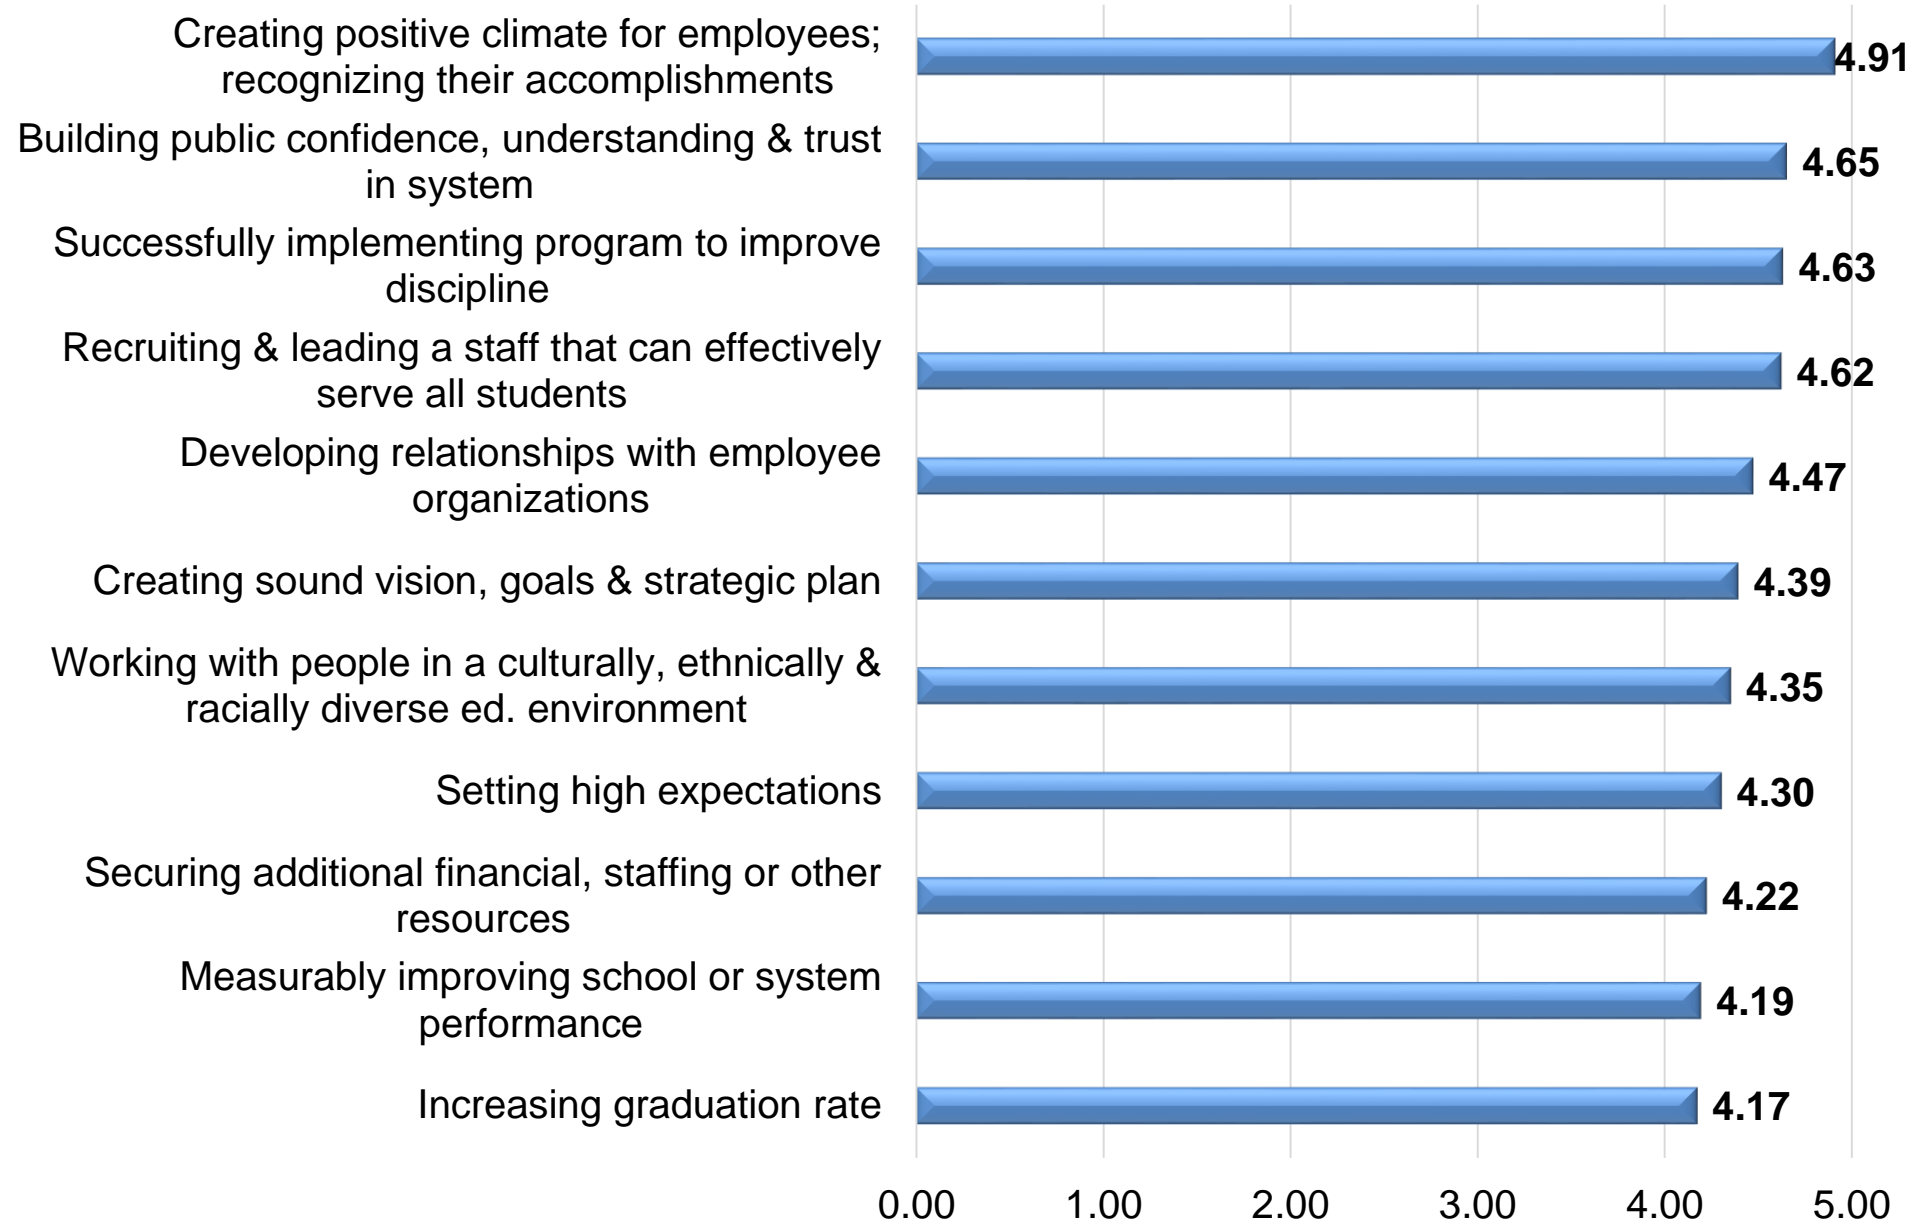 Creating positive climate for employees;
recognizing their accomplishments
4.91
Building public confidence, understanding & trust
in system
4.65
Successfully implementing program to improve
discipline
4.63
Recruiting & leading a staff that can effectively
serve all students
4.62
Developing relationships with employee
organizations
4.47
Creating sound vision, goals & strategic plan
4.39
Working with people in a culturally, ethnically &
racially diverse ed. environment
4.35
Setting high expectations
4.30
Securing additional financial, staffing or other
resources
4.22
Measurably improving school or system
performance
4.19
Increasing graduation rate
4.17
0.00 1.00 2.00 3.00 4.00 5.00